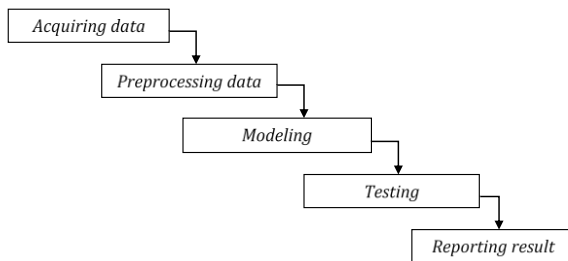 Acquiring data
Preprocessing data
Modeling
Testing
Reporting result